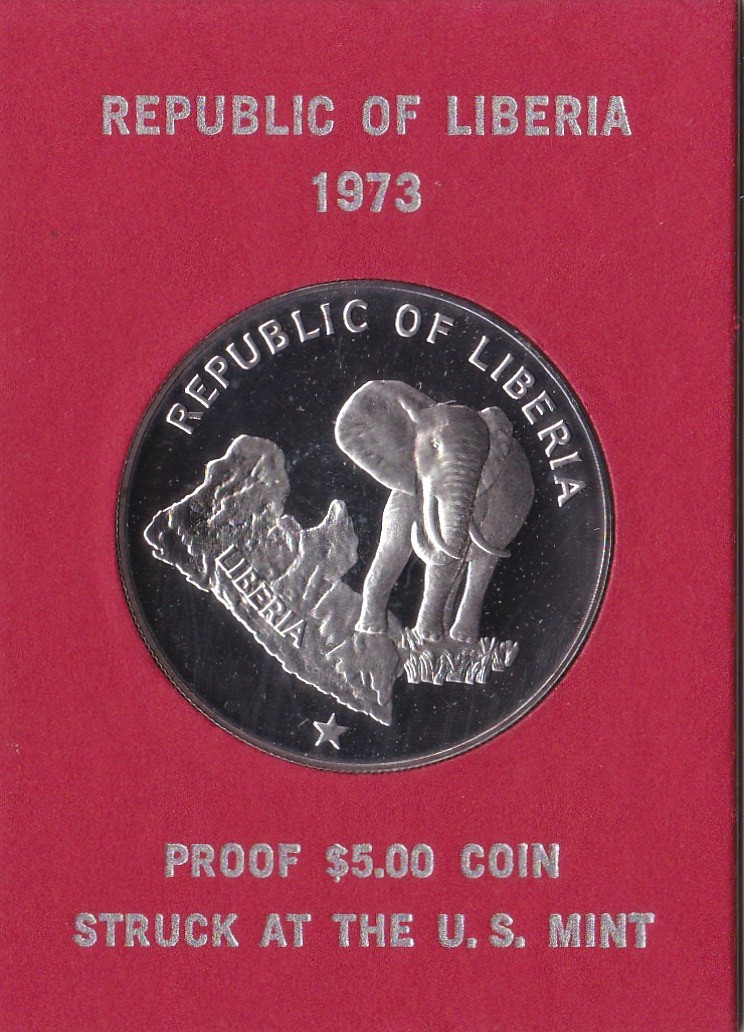 REPUBLIC OF LIBERIA
1973
REPUBLIC OF LIBERIA
LIBERIA
PROOF $5.00 COIN
STRUCK AT THE U.S. MINT